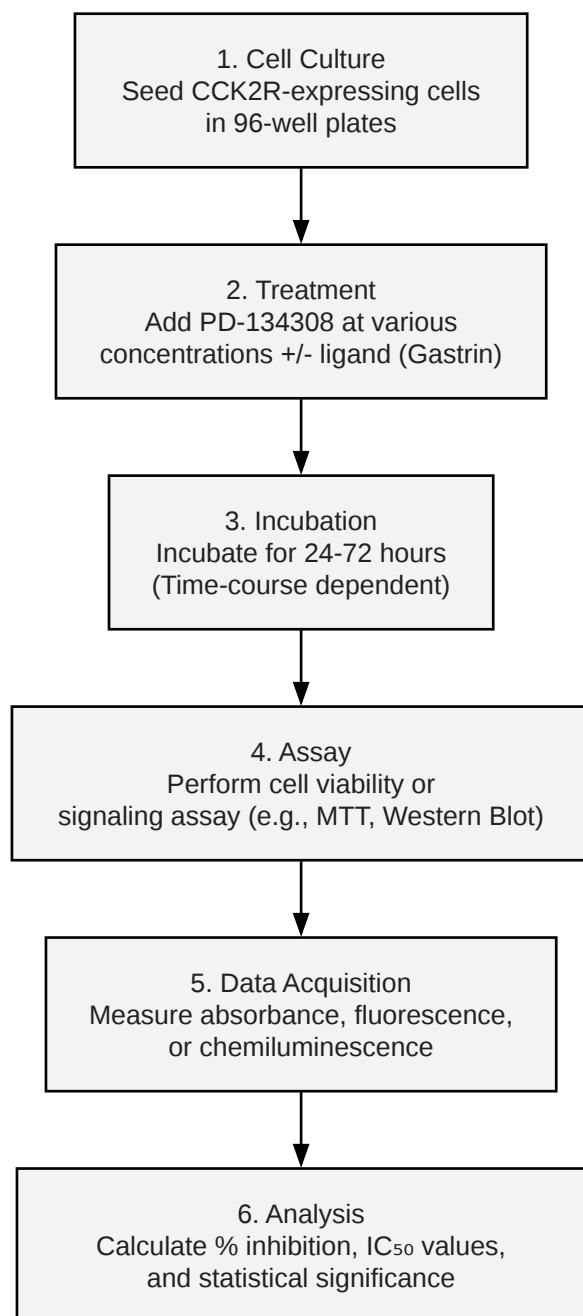 1. Cell Culture
Seed CCK2R-expressing cells
in 96-well plates
2. Treatment
Add PD-134308 at various
concentrations +/- ligand (Gastrin)
3. Incubation
Incubate for 24-72 hours
(Time-course dependent)
4. Assay
Perform cell viability or
signaling assay (e.g., MTT, Western Blot)
5. Data Acquisition
Measure absorbance, fluorescence,
or chemiluminescence
6. Analysis
Calculate % inhibition, IC₅₀ values,
and statistical significance